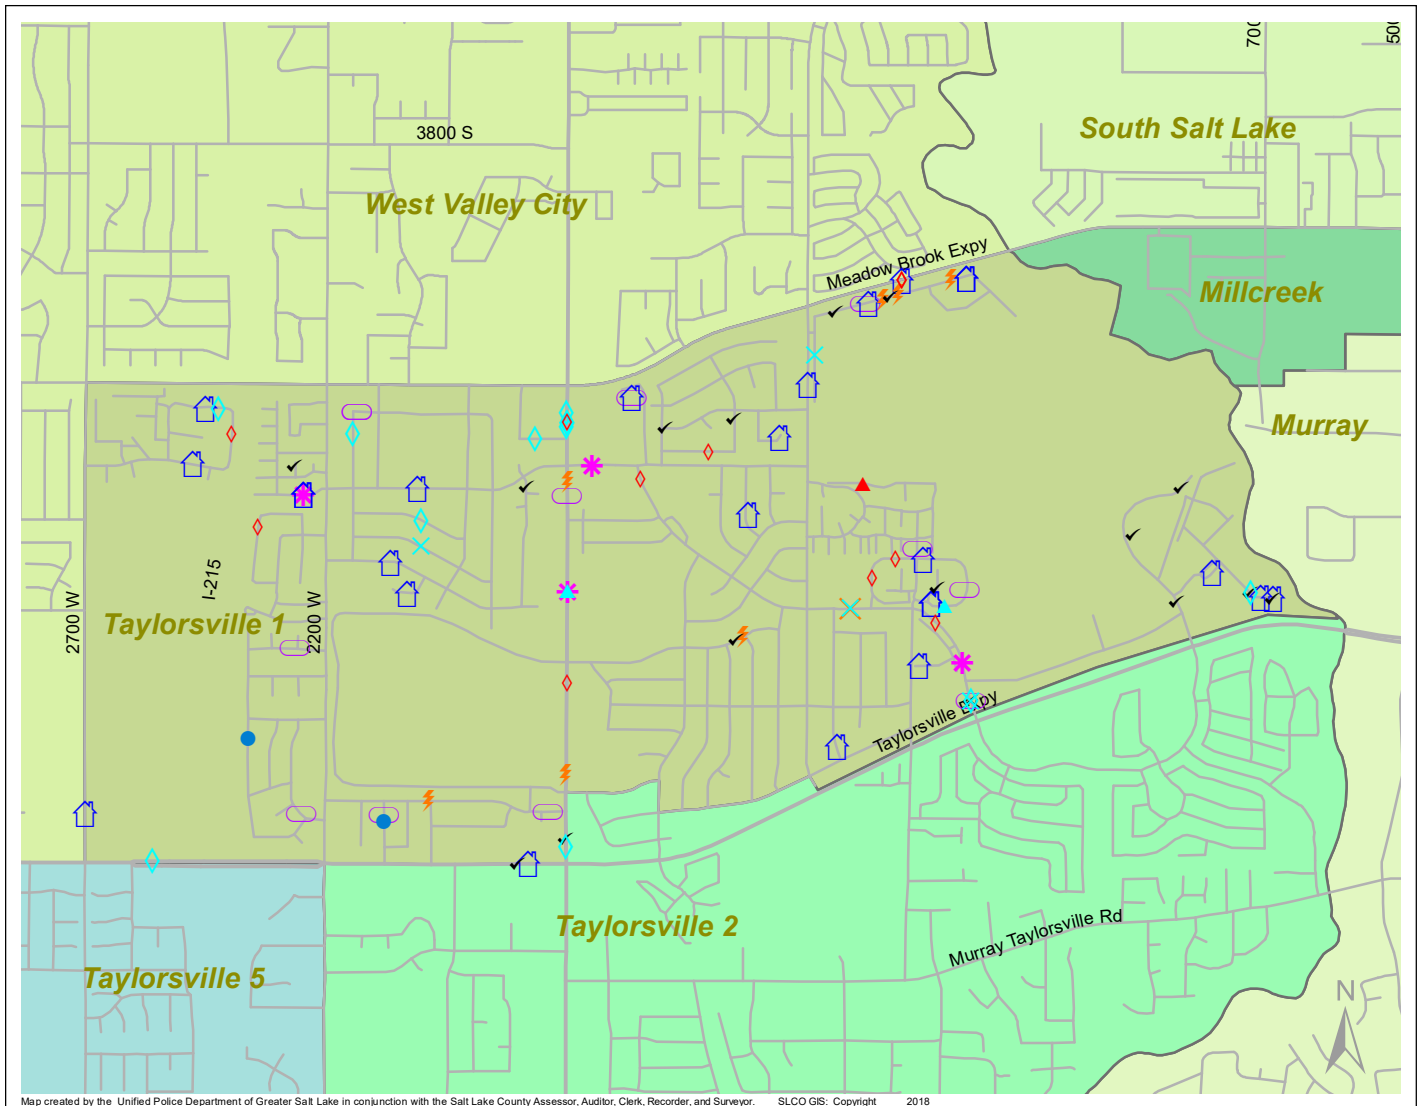 700
500
3800 S
South Salt Lake
West Valley City
Meadow Brook Expy
Millcreek
Murray
I-215
2700 W
Taylorsville 1
2200 W
Taylorsville Expy
Taylorsville 2
Murray Taylorsville Rd
Taylorsville 5
N
Map created by the Unified Police Department of Greater Salt Lake in conjunction with the Salt Lake County Assessor, Auditor, Clerk, Recorder, and Surveyor. SLCO GIS: Copyright 2018